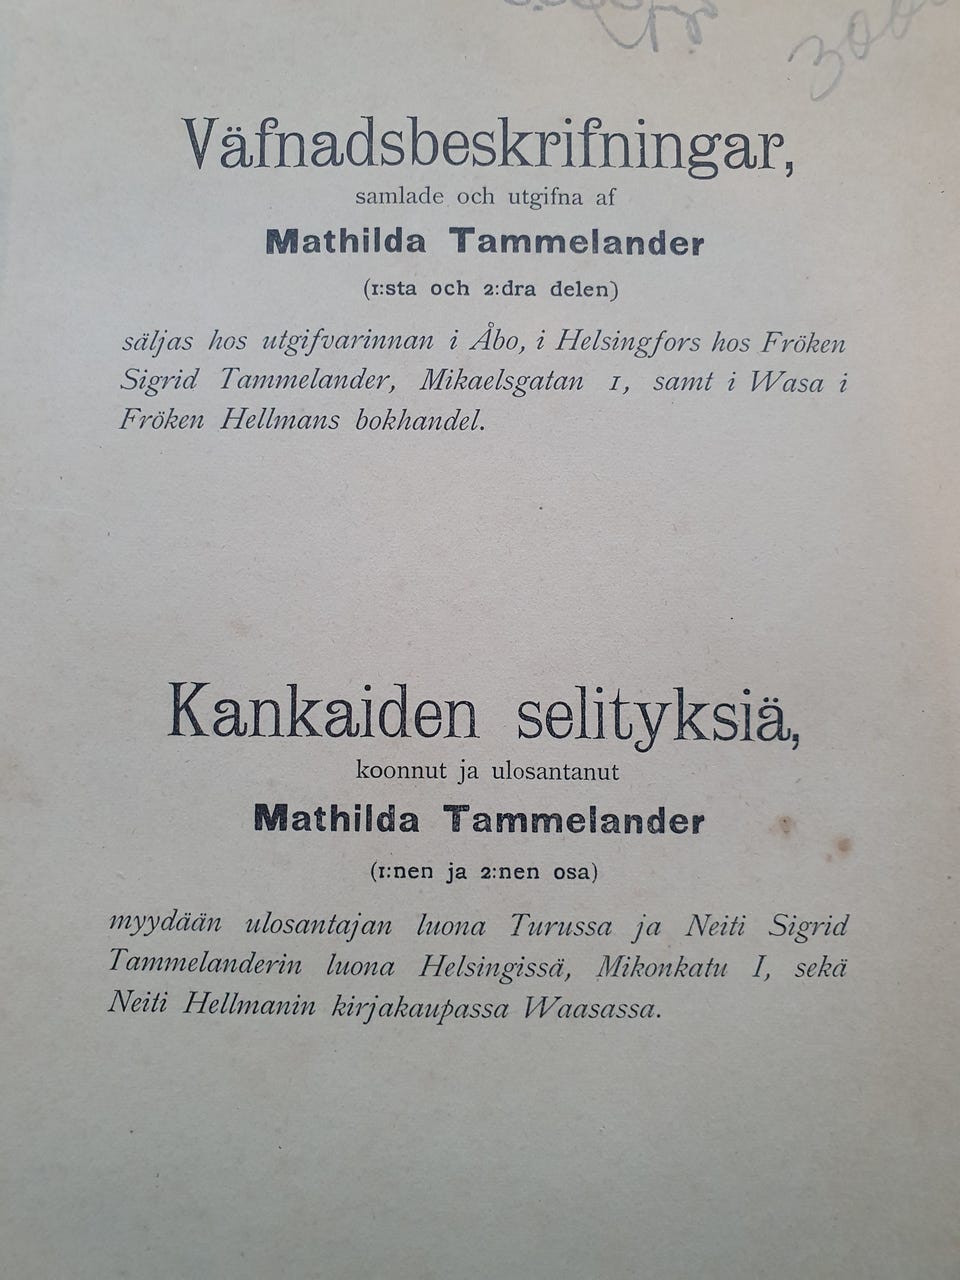 300
Väfnadsbeskrifningar,
samlade och utgifna af
Mathilda Tammelander
(1:sta och 2:dra delen)
säljas hos utgifvarinnan i Åbo, i Helsingfors hos Fröken
Sigrid Tammelander, Mikaelsgatan 1, samt i Wasa i
Fröken Hellmans bokhandel.
Kankaiden selityksiä,
koonnut ja ulosantanut
Mathilda Tammelander
(1:nen ja 2:nen osa)
myydään ulosantajan luona Turussa ja Neiti Sigrid
Tammelanderin luona Helsingissä, Mikonkatu I, sekä
Neiti Hellmanin kirjakaupassa Waasassa.